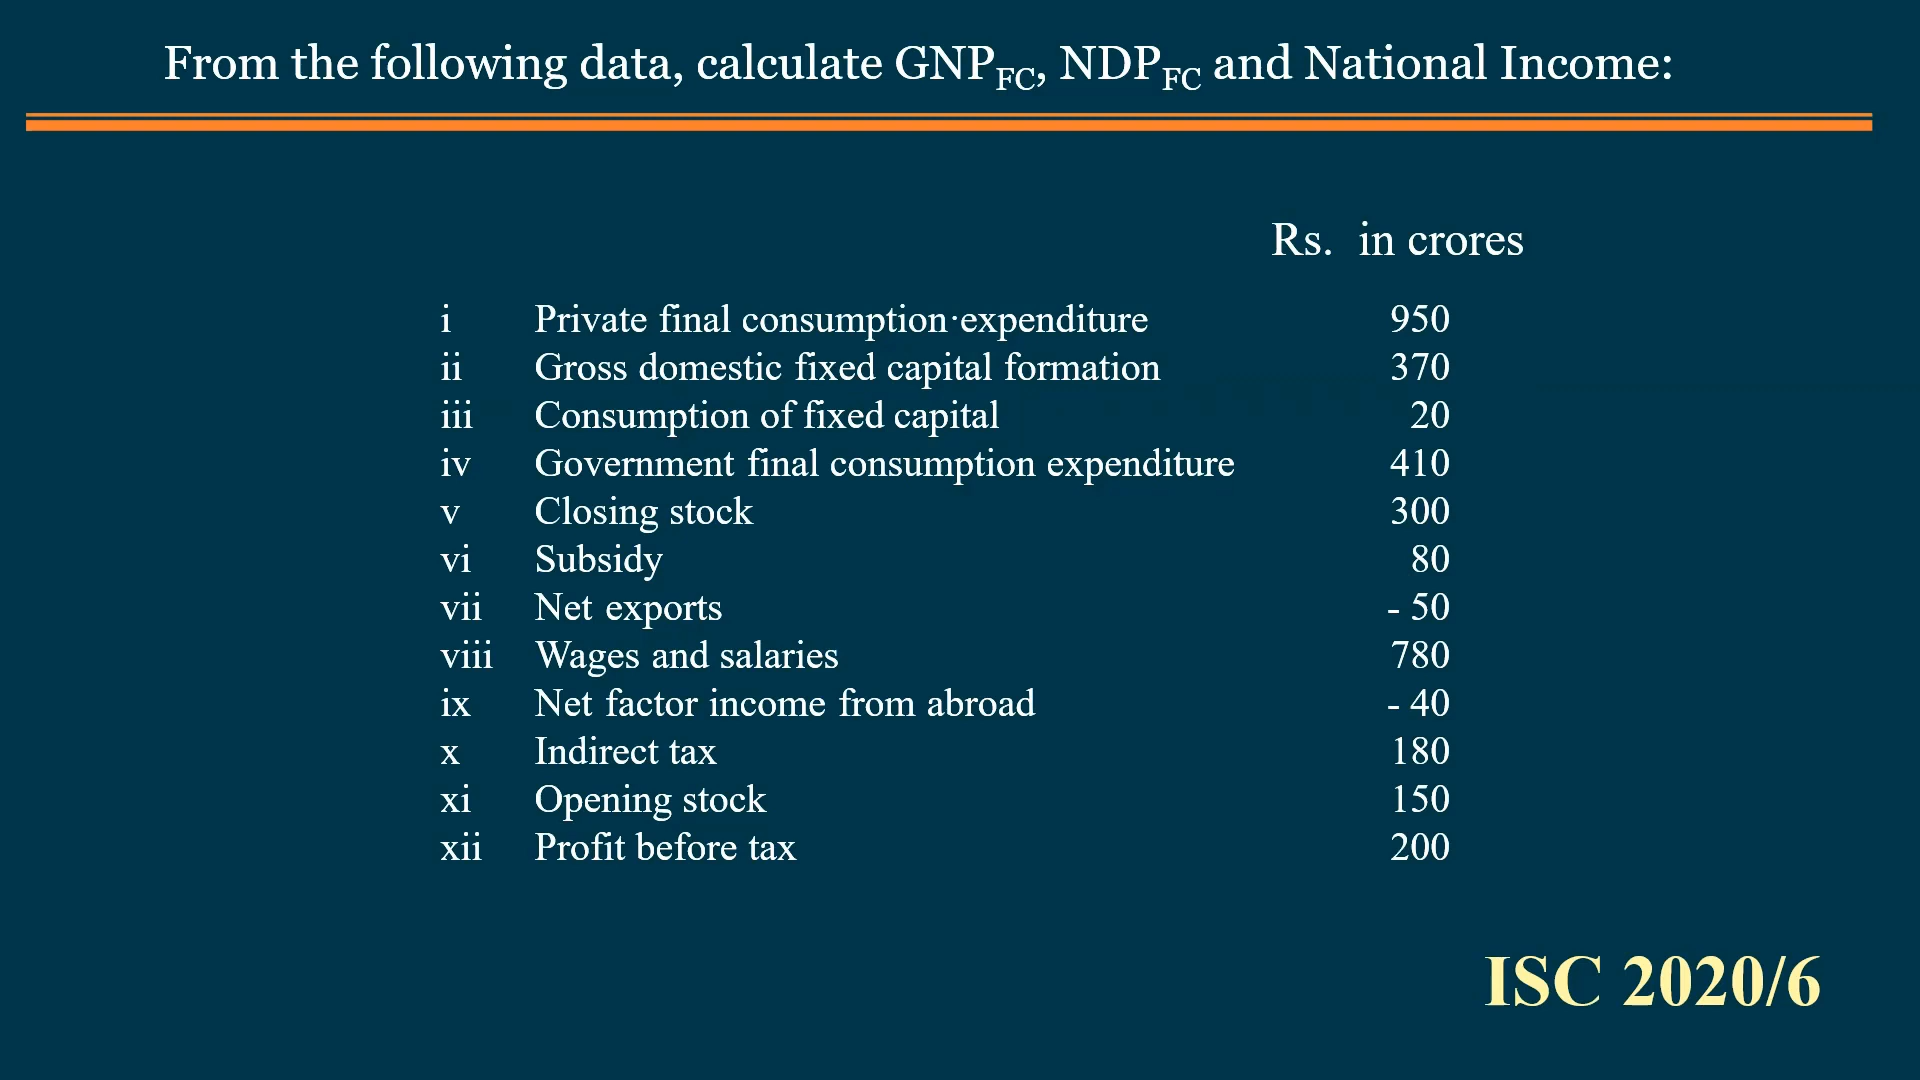 From the following data, calculate GNPFC, NDPFC and National Income:
Rs. in crores
i Private final consumption·expenditure 950
ii Gross domestic fixed capital formation 370
iii Consumption of fixed capital 20
iv Government final consumption expenditure 410
v Closing stock 300
vi Subsidy 80
vii Net exports - 50
viii Wages and salaries 780
ix Net factor income from abroad - 40
x Indirect tax 180
xi Opening stock 150
xii Profit before tax 200
ISC 2020/6